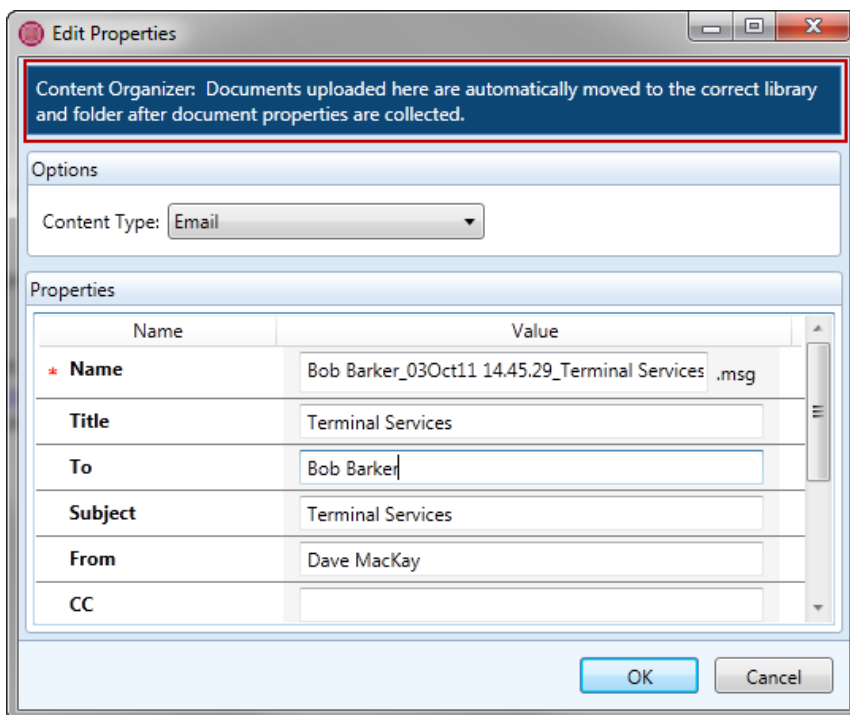 Edit Properties
Content Organizer: Documents uploaded here are automatically moved to the correct library
and folder after document properties are collected.
Options
Content Type: Email
Properties
Name Value
* Name Bob Barker_03Oct11 14.45.29_Terminal Services .msg
Title Terminal Services
To Bob Barker
Subject Terminal Services
From Dave MacKay
CC
OK Cancel